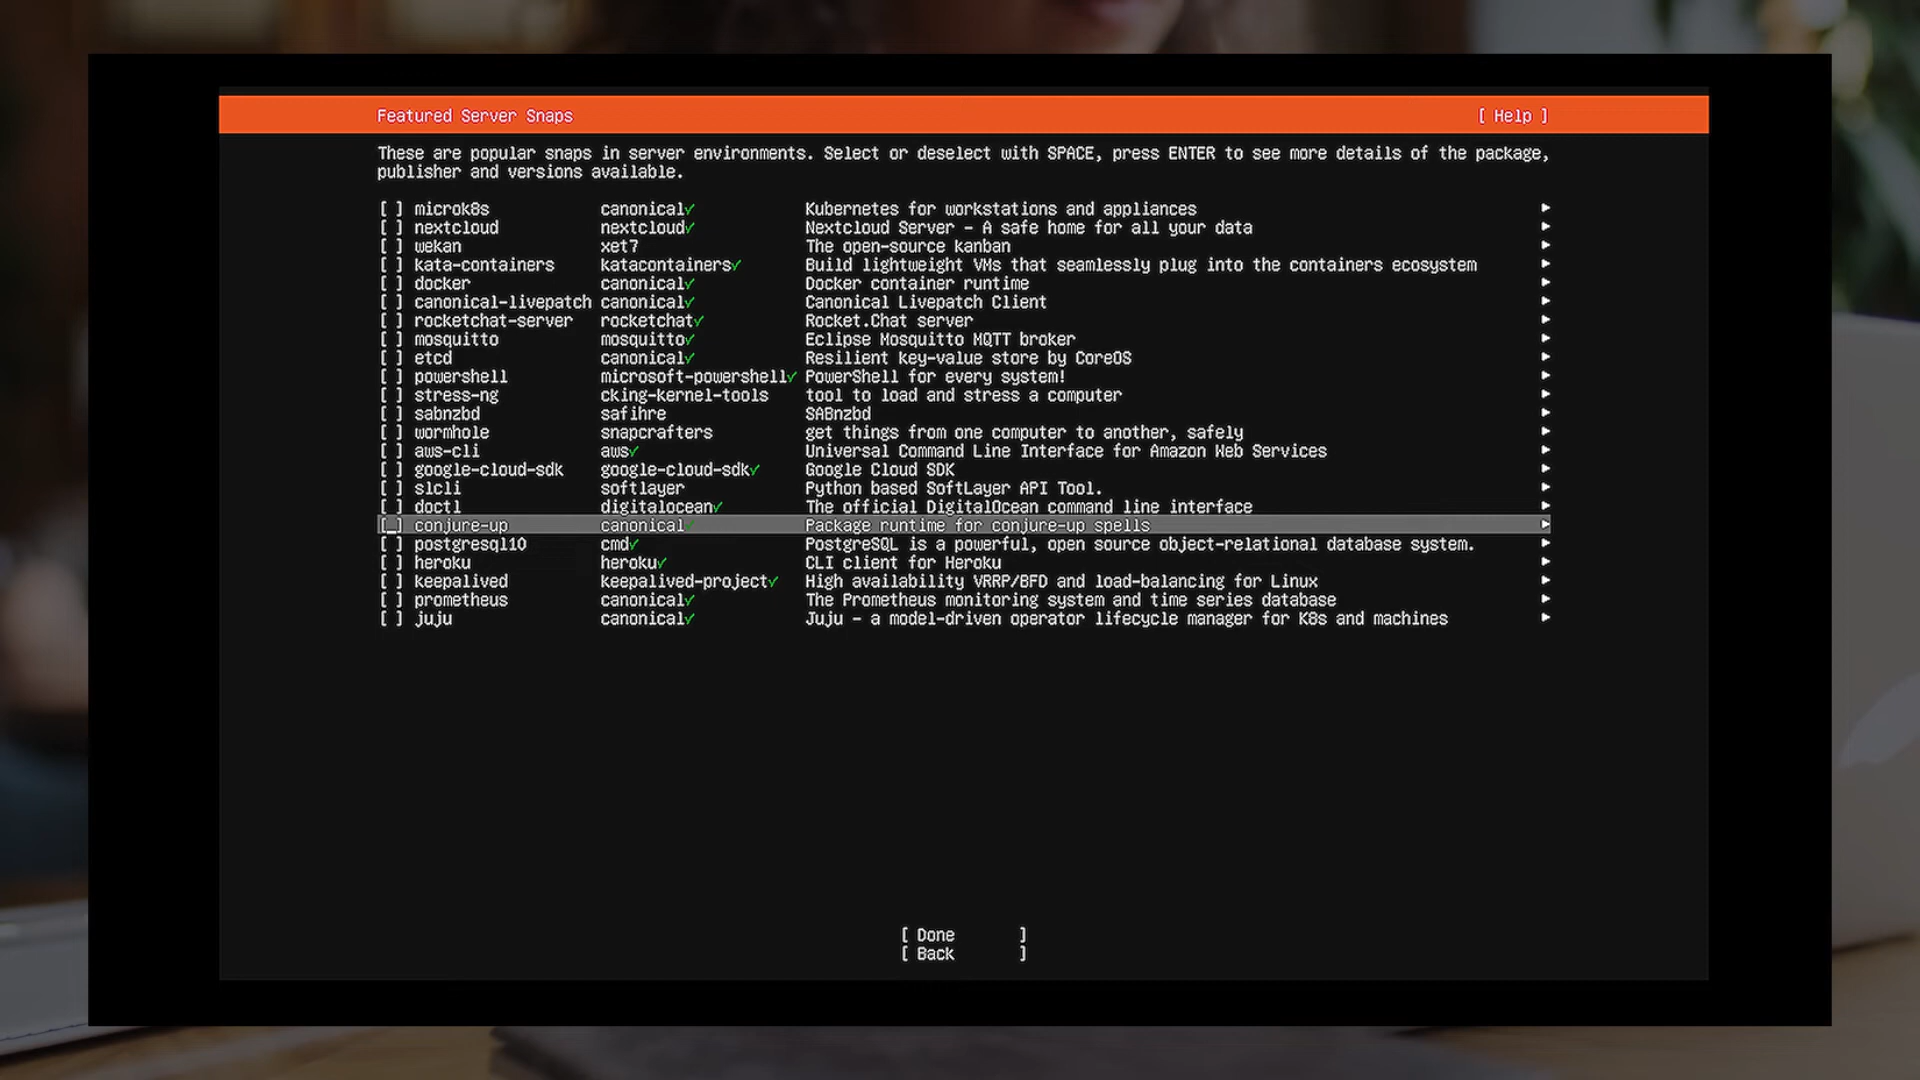 Featured Server Snaps [ Help ]
These are popular snaps in server environments. Select or deselect with SPACE, press ENTER to see more details of the package,
publisher and versions available.
[ ] microk8s canonical✓ Kubernetes for workstations and appliances ▶
[ ] nextcloud nextcloud✓ Nextcloud Server - A safe home for all your data ▶
[ ] wekan xet7 The open-source kanban ▶
[ ] kata-containers katacontainers✓ Build lightweight VMs that seamlessly plug into the containers ecosystem ▶
[ ] docker canonical✓ Docker container runtime ▶
[ ] canonical-livepatch canonical✓ Canonical Livepatch Client ▶
[ ] rocketchat-server rocketchat✓ Rocket.Chat server ▶
[ ] mosquitto mosquitto✓ Eclipse Mosquitto MQTT broker ▶
[ ] etcd canonical✓ Resilient key-value store by CoreOS ▶
[ ] powershell microsoft-powershell✓ PowerShell for every system! ▶
[ ] stress-ng cking-kernel-tools tool to load and stress a computer ▶
[ ] sabnzbd safihre SABnzbd ▶
[ ] wormhole snapcrafters get things from one computer to another, safely ▶
[ ] aws-cli aws✓ Universal Command Line Interface for Amazon Web Services ▶
[ ] google-cloud-sdk google-cloud-sdk✓ Google Cloud SDK ▶
[ ] slcli softlayer Python based SoftLayer API Tool. ▶
[ ] doctl digitalocean✓ The official DigitalOcean command line interface ▶
[ ] conjure-up canonical✓ Package runtime for conjure-up spells ▶
[ ] postgresql10 cmd✓ PostgreSQL is a powerful, open source object-relational database system. ▶
[ ] heroku heroku✓ CLI client for Heroku ▶
[ ] keepalived keepalived-project✓ High availability VRRP/BFD and load-balancing for Linux ▶
[ ] prometheus canonical✓ The Prometheus monitoring system and time series database ▶
[ ] juju canonical✓ Juju - a model-driven operator lifecycle manager for K8s and machines ▶
[ Done ]
[ Back ]